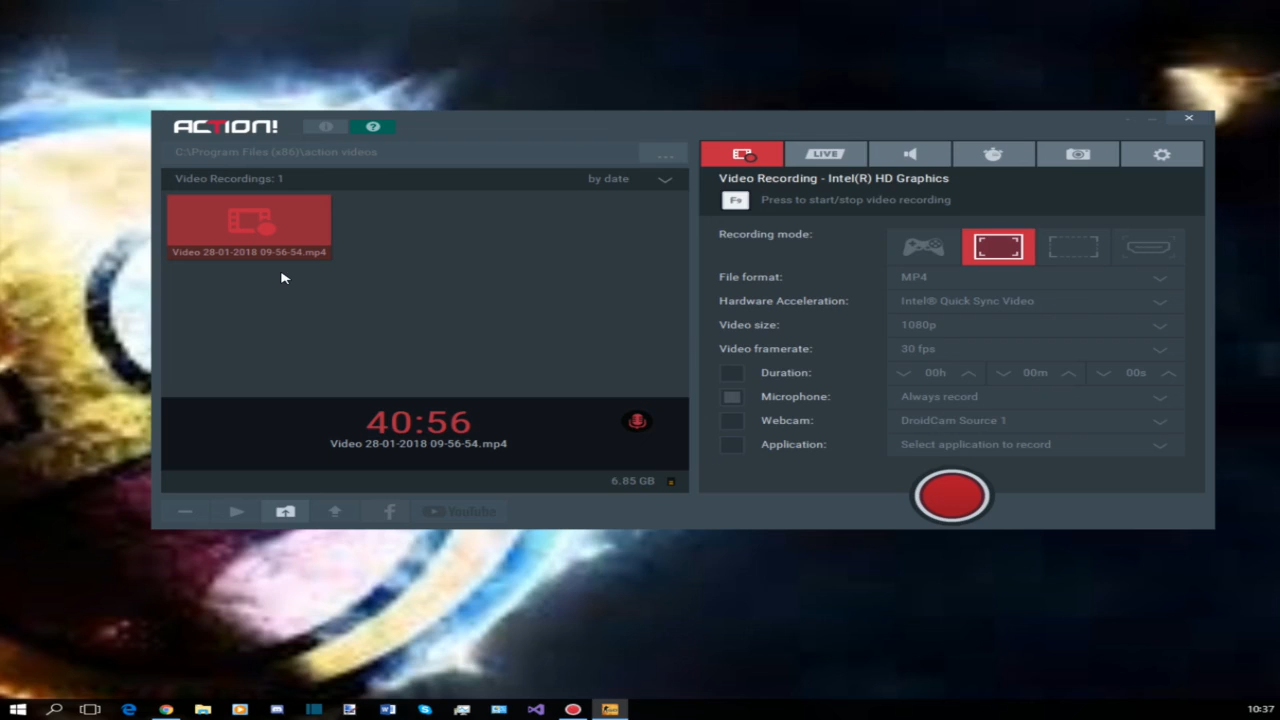 ACTION!
C:\Program Files (x86)\action videos
...
Video Recordings: 1
by date
Video 28-01-2018 09-56-54.mp4
40:56
Video 28-01-2018 09-56-54.mp4
6.85 GB
YouTube
LIVE
Video Recording - Intel(R) HD Graphics
F9 Press to start/stop video recording
Recording mode:
File format: MP4
Hardware Acceleration: Intel® Quick Sync Video
Video size: 1080p
Video framerate: 30 fps
Duration: 00h 00m 00s
Microphone: Always record
Webcam: DroidCam Source 1
Application: Select application to record
10:37